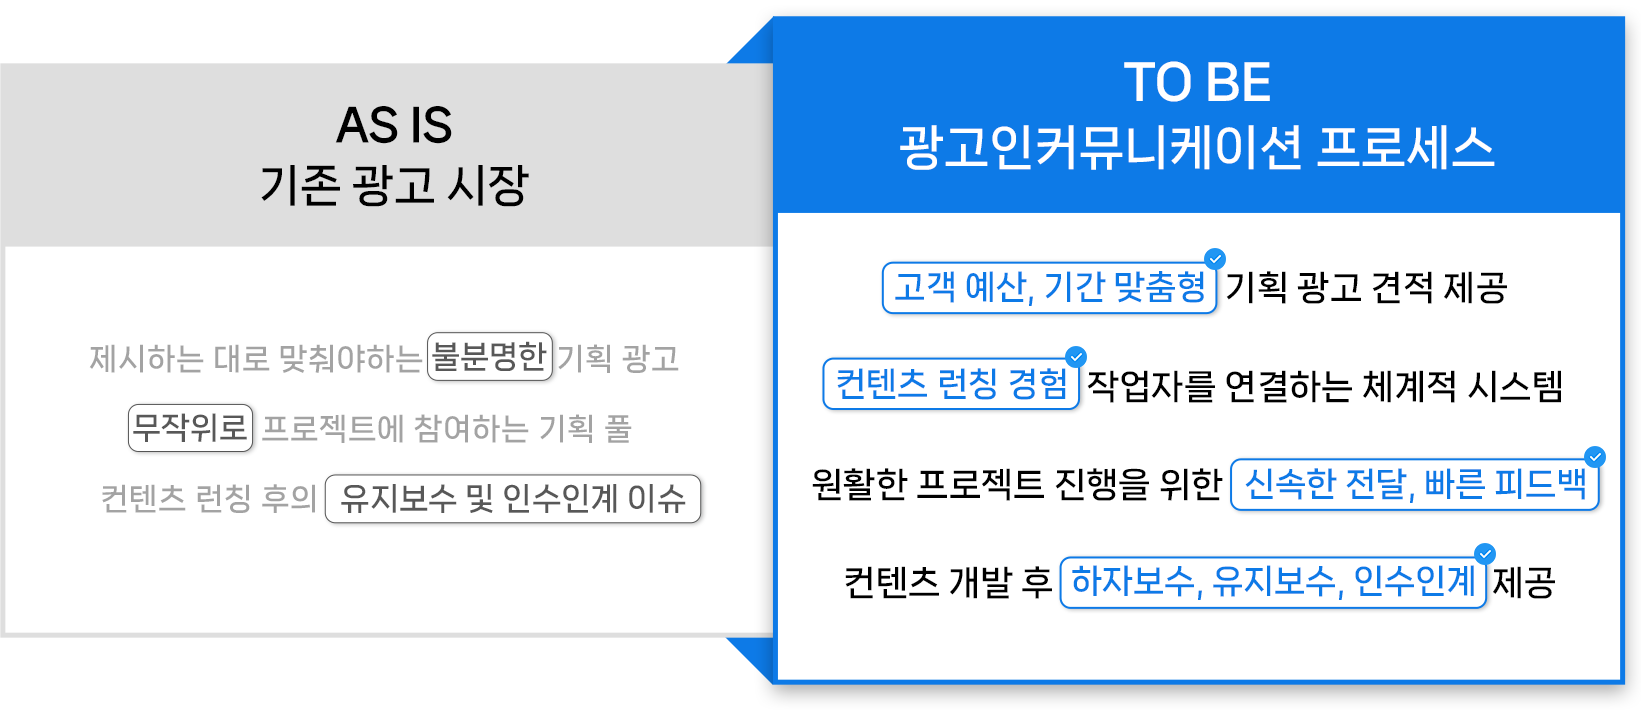 AS IS
기존 광고 시장
제시하는 대로 맞춰야하는 불분명한 기획 광고
무작위로 프로젝트에 참여하는 기획 풀
컨텐츠 런칭 후의 유지보수 및 인수인계 이슈
TO BE
광고인커뮤니케이션 프로세스
고객 예산, 기간 맞춤형 기획 광고 견적 제공
컨텐츠 런칭 경험 작업자를 연결하는 체계적 시스템
원활한 프로젝트 진행을 위한 신속한 전달, 빠른 피드백
컨텐츠 개발 후 하자보수, 유지보수, 인수인계 제공